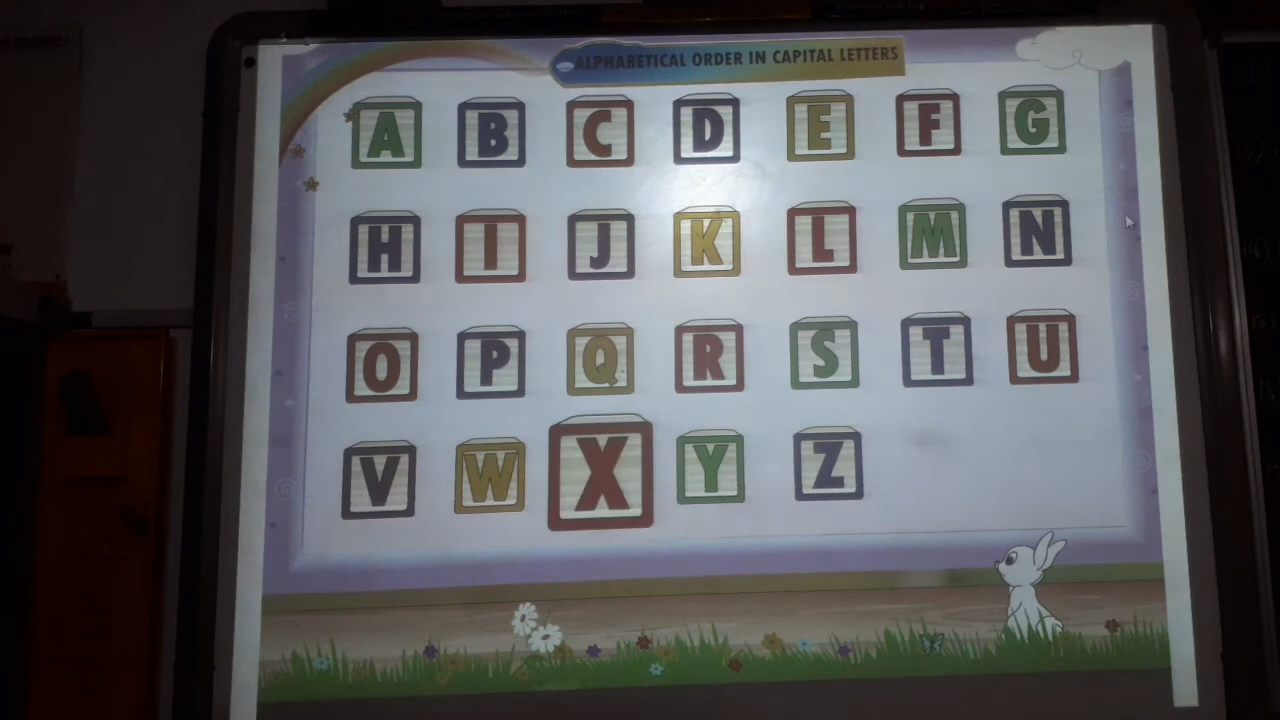 ALPHABETICAL ORDER IN CAPITAL LETTERS
A B C D E F G
H I J K L M N
O P Q R S T U
V W X Y Z